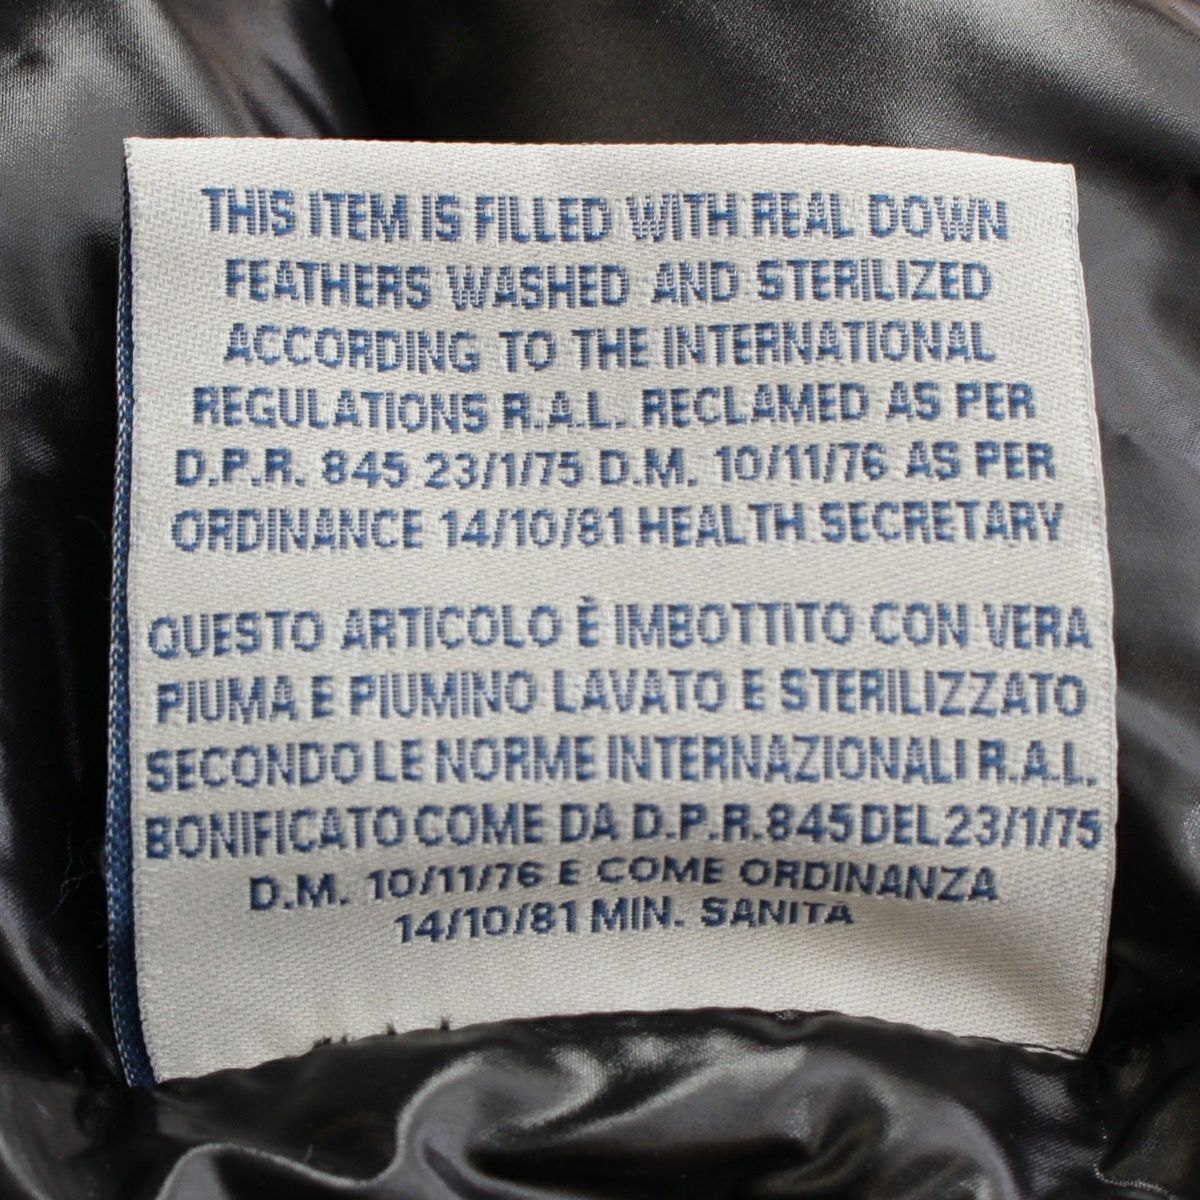 THIS ITEM IS FILLED WITH REAL DOWN
FEATHERS WASHED AND STERILIZED
ACCORDING TO THE INTERNATIONAL
REGULATIONS R.A.L. RECLAMED AS PER
D.P.R. 845 23/1/75 D.M. 10/11/76 AS PER
ORDINANCE 14/10/81 HEALTH SECRETARY
QUESTO ARTICOLO È IMBOTTITO CON VERA
PIUMA E PIUMINO LAVATO E STERILIZZATO
SECONDO LE NORME INTERNAZIONALI R.A.L.
BONIFICATO COME DA D.P.R. 845 DEL 23/1/75
D.M. 10/11/76 E COME ORDINANZA
14/10/81 MIN. SANITÀ